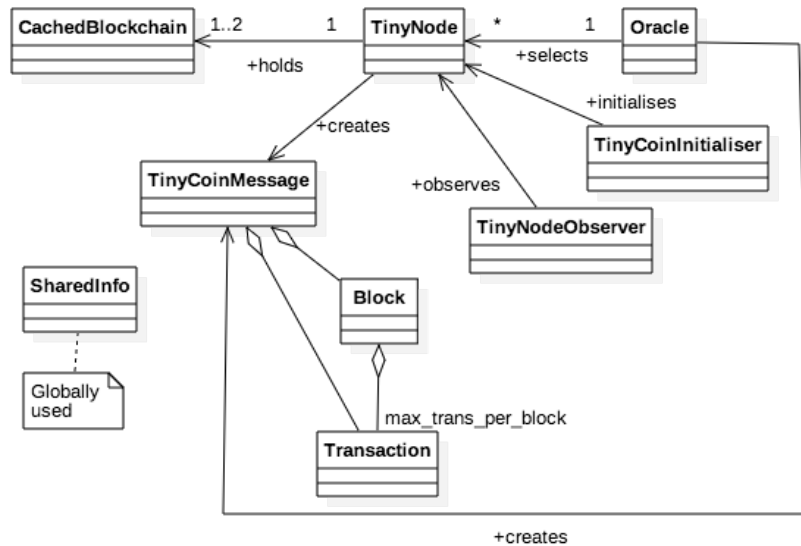 CachedBlockchain
1..2
1
TinyNode
*
1
Oracle
+holds
+selects
+initialises
+creates
TinyCoinInitialiser
TinyCoinMessage
+observes
TinyNodeObserver
SharedInfo
Block
Globally
used
max_trans_per_block
Transaction
+creates